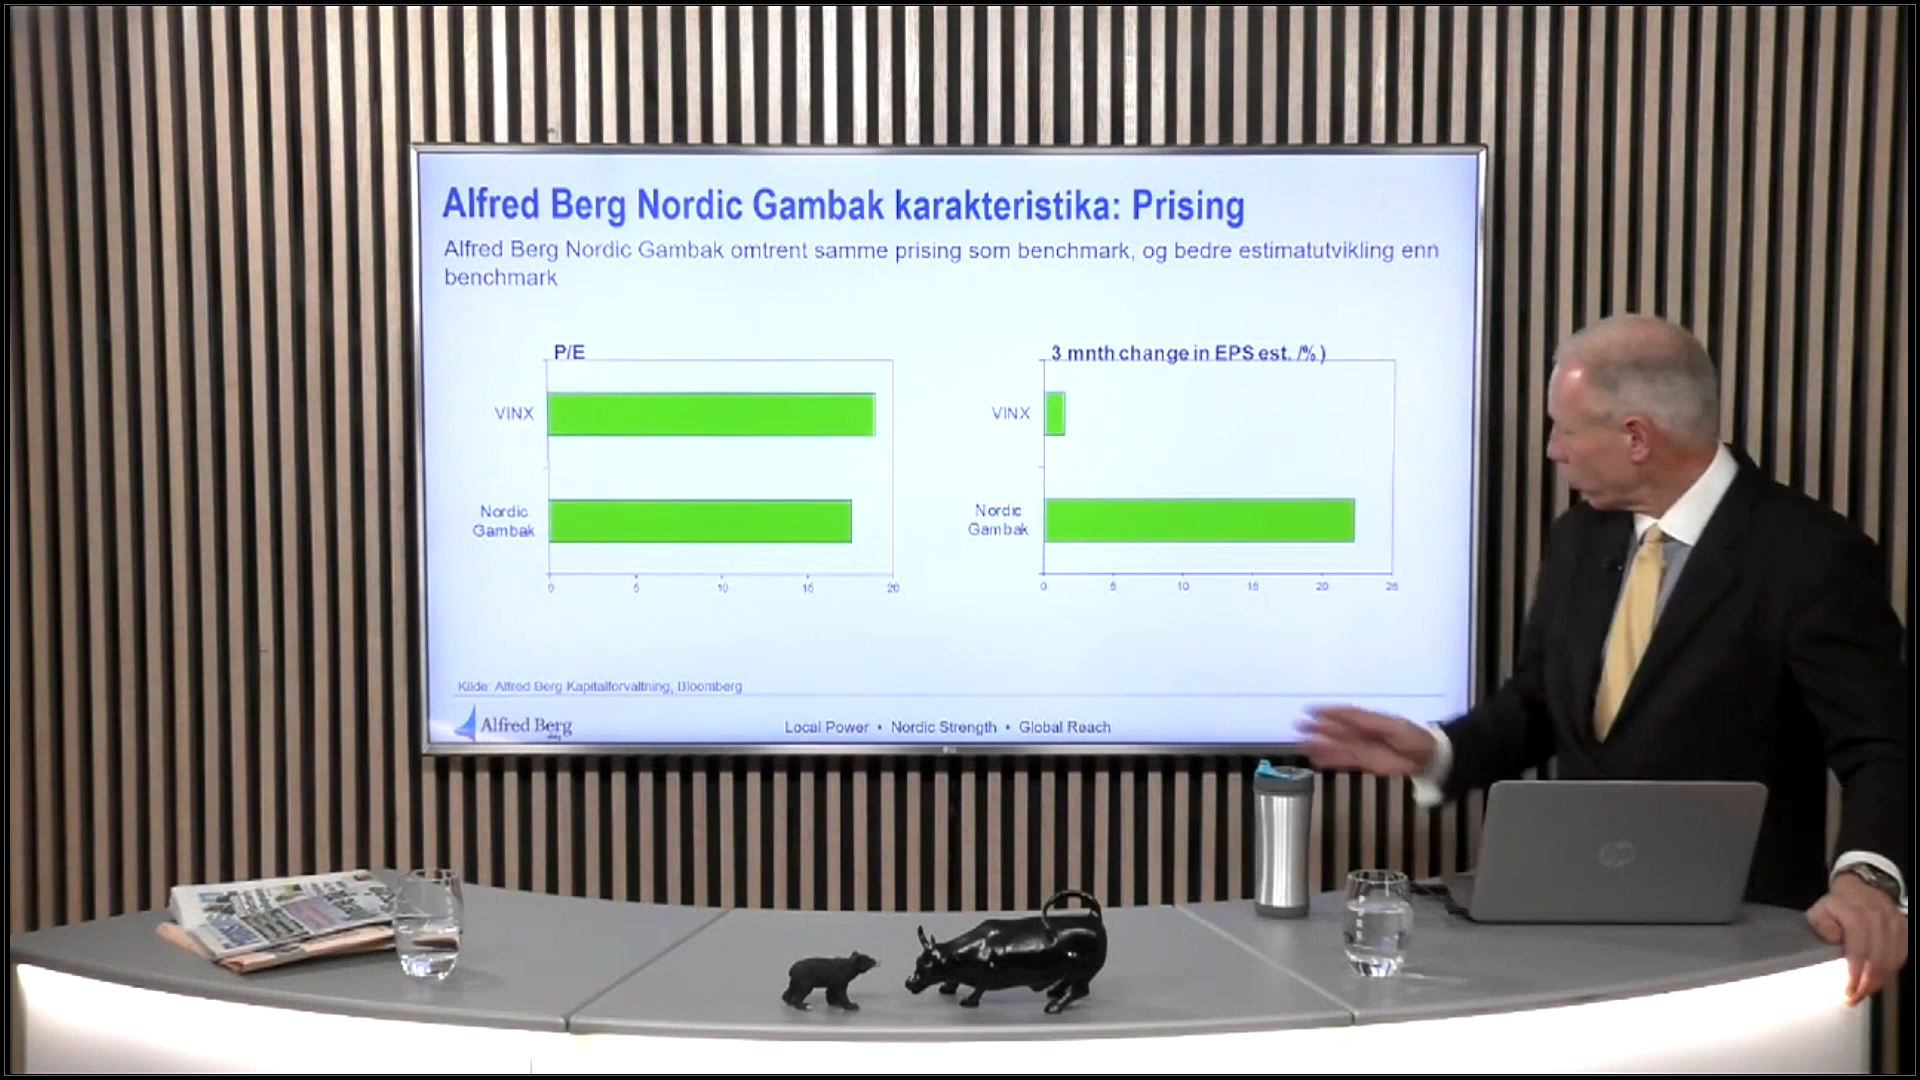 Alfred Berg Nordic Gambak karakteristika: Prising
Alfred Berg Nordic Gambak omtrent samme prising som benchmark, og bedre estimatutvikling enn
benchmark
P/E
VINX
Nordic
Gambak
0 5 10 15 20
3 mnth change in EPS est. /%)
VINX
Nordic
Gambak
0 5 10 15 20 25
Kilde: Alfred Berg Kapitalforvaltning, Bloomberg
Alfred Berg
Local Power • Nordic Strength • Global Reach
hp